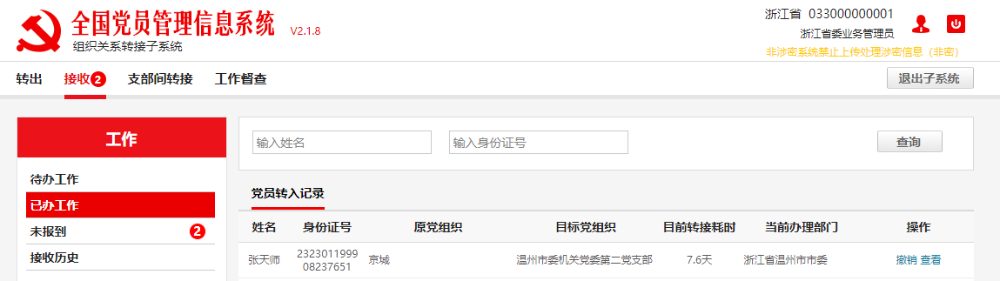 全国党员管理信息系统 V2.1.8
组织关系转接子系统
浙江省 033000000001
浙江省委业务管理员
非涉密系统禁止上传处理涉密信息（非密）
转出 接收 2 支部间转接 工作督查 退出子系统
工作
待办工作
已办工作
未报到 2
接收历史
输入姓名 输入身份证号 查询
党员转入记录
姓名 身份证号 原党组织 目标党组织 目前转接耗时 当前办理部门 操作
张天师 2323011999 京城 温州市委机关党委第二党支部 7.6天 浙江省温州市市委 撤销 查看
08237651